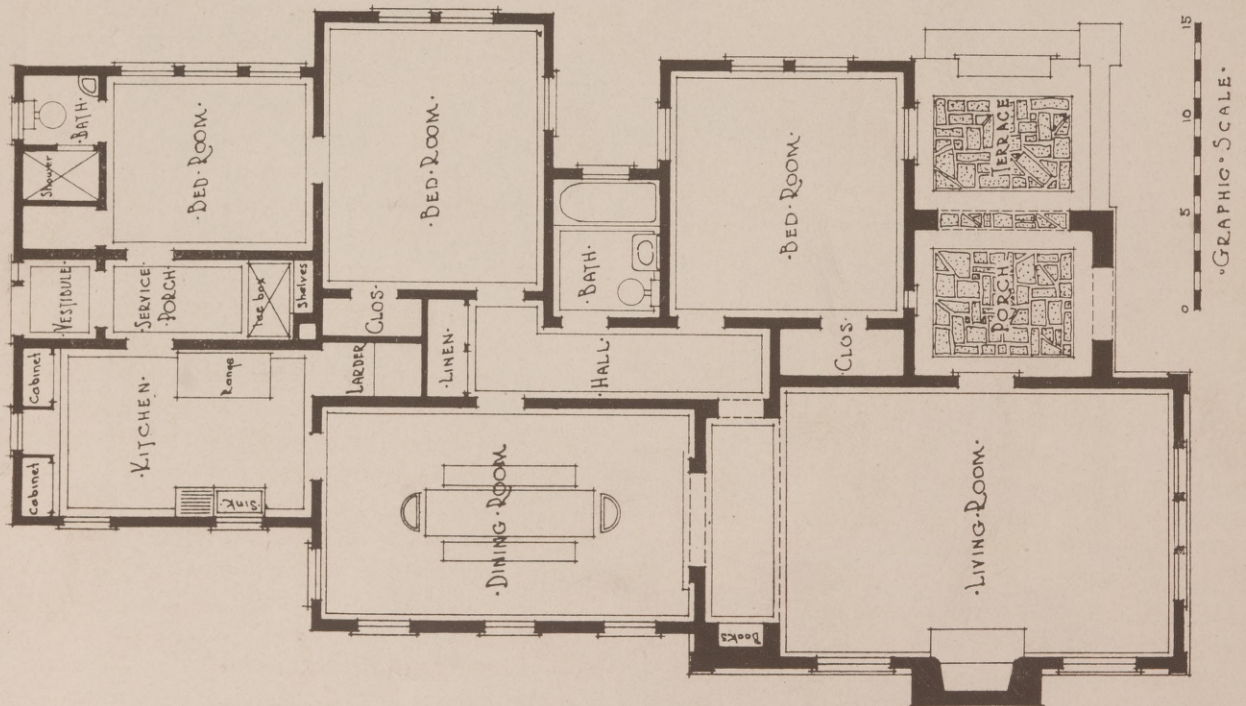 ·BATH·
Shower
·BED·ROOM·
·BED·ROOM·
·BED·ROOM·
TERRACE
15
10
5
0
·GRAPHIC·SCALE·
·VESTIBULE·
·SERVICE·
PORCH·
Ice box
Shelves
·CLOS·
·BATH·
·PORCH·
Cabinet
Cabinet
·KITCHEN·
Range
Sink
LARDER
·LINEN·
·HALL·
·CLOS·
·DINING·ROOM·
Books
·LIVING·ROOM·